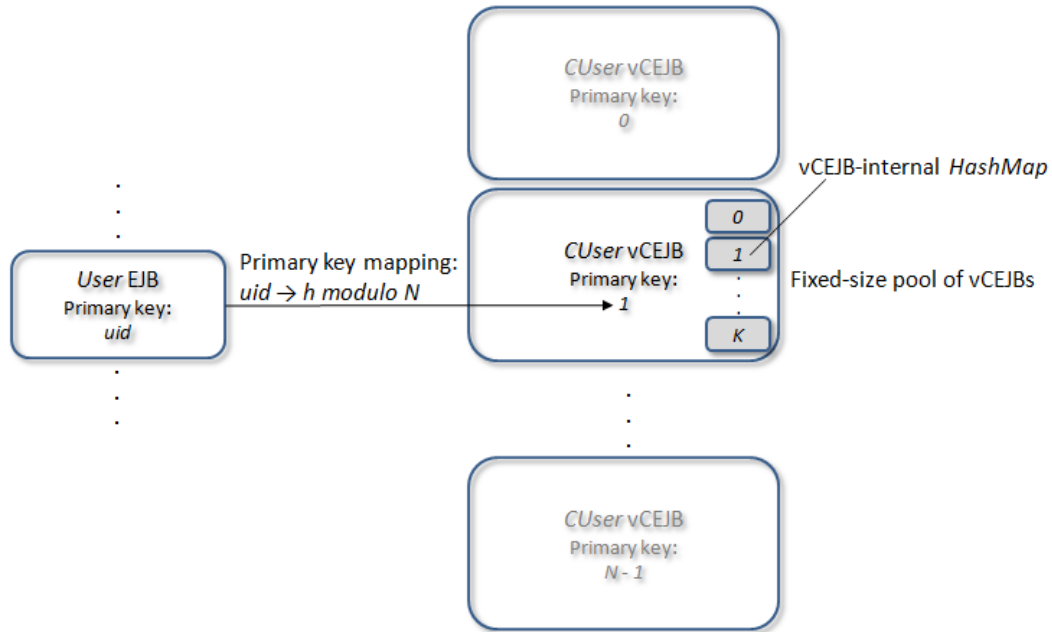 CUser vCEJB
Primary key:
0
vCEJB-internal HashMap
0
1
K
CUser vCEJB
Primary key:
1
Fixed-size pool of vCEJBs
User EJB
Primary key:
uid
Primary key mapping:
uid → h modulo N
CUser vCEJB
Primary key:
N - 1